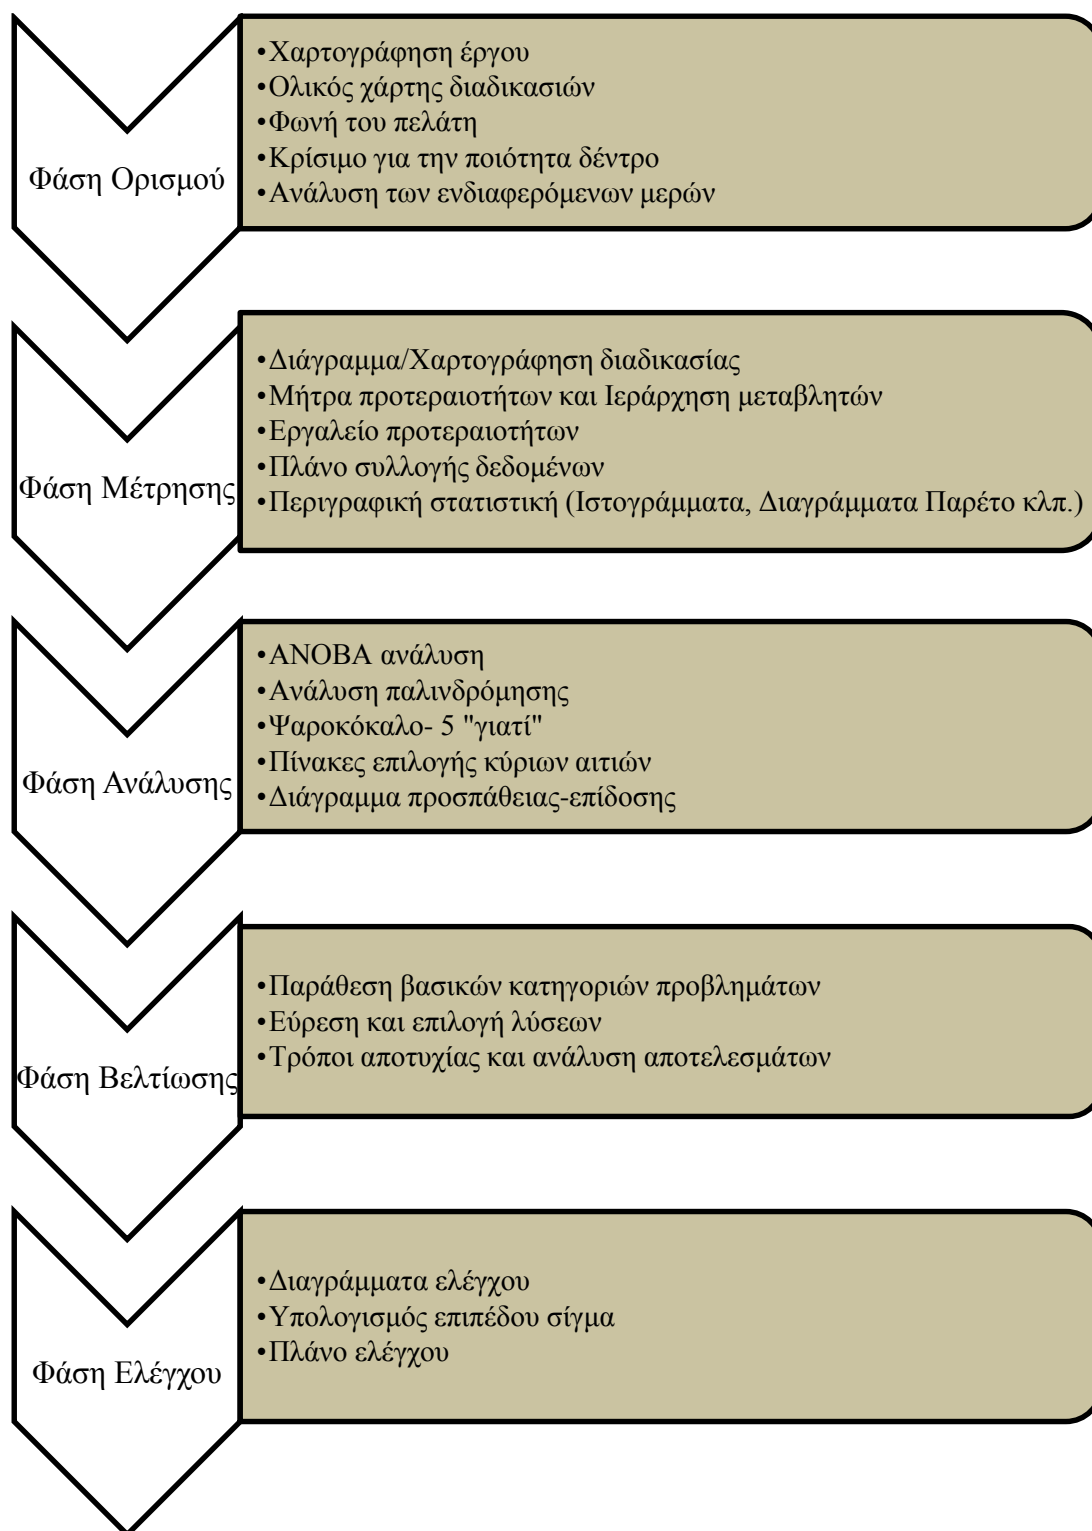 Φάση Ορισμού
•Χαρτογράφηση έργου
•Ολικός χάρτης διαδικασιών
•Φωνή του πελάτη
•Κρίσιμο για την ποιότητα δέντρο
•Ανάλυση των ενδιαφερόμενων μερών
Φάση Μέτρησης
•Διάγραμμα/Χαρτογράφηση διαδικασίας
•Μήτρα προτεραιοτήτων και Ιεράρχηση μεταβλητών
•Εργαλείο προτεραιοτήτων
•Πλάνο συλλογής δεδομένων
•Περιγραφική στατιστική (Ιστογράμματα, Διαγράμματα Παρέτο κλπ.)
Φάση Ανάλυσης
•ΑΝΟΒΑ ανάλυση
•Ανάλυση παλινδρόμησης
•Ψαροκόκαλο- 5 "γιατί"
•Πίνακες επιλογής κύριων αιτιών
•Διάγραμμα προσπάθειας-επίδοσης
Φάση Βελτίωσης
•Παράθεση βασικών κατηγοριών προβλημάτων
•Εύρεση και επιλογή λύσεων
•Τρόποι αποτυχίας και ανάλυση αποτελεσμάτων
Φάση Ελέγχου
•Διαγράμματα ελέγχου
•Υπολογισμός επιπέδου σίγμα
•Πλάνο ελέγχου